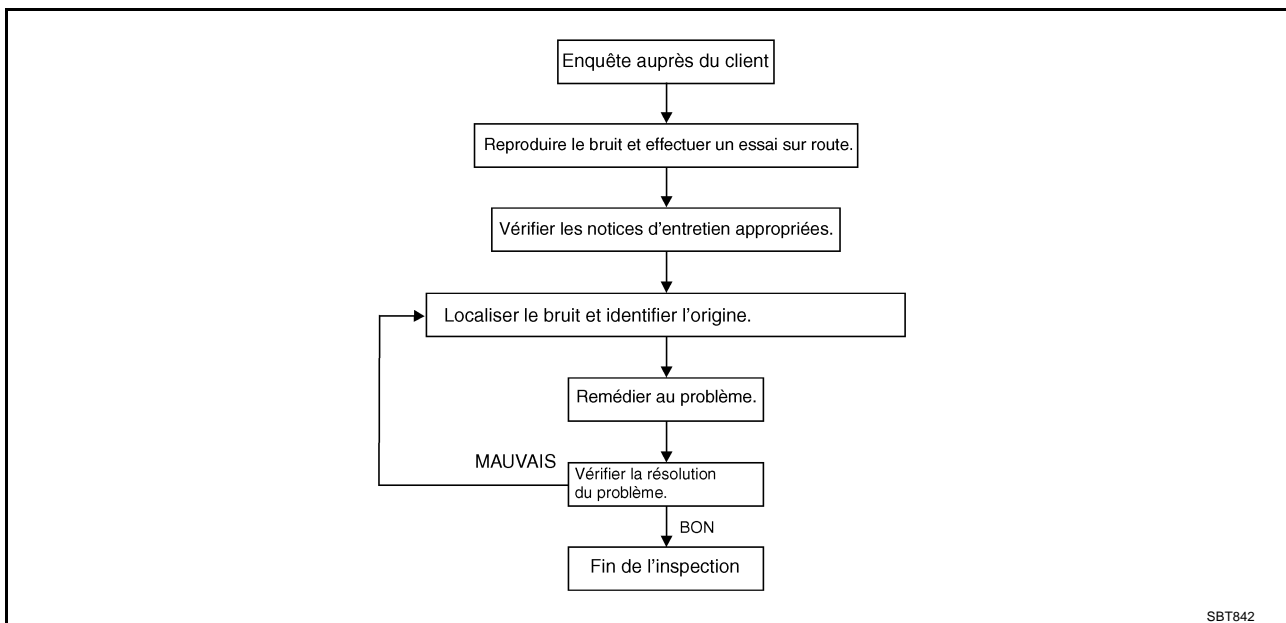 Enquête auprès du client
Reproduire le bruit et effectuer un essai sur route.
Vérifier les notices d'entretien appropriées.
Localiser le bruit et identifier l'origine.
Remédier au problème.
MAUVAIS
Vérifier la résolution
du problème.
BON
Fin de l'inspection
SBT842